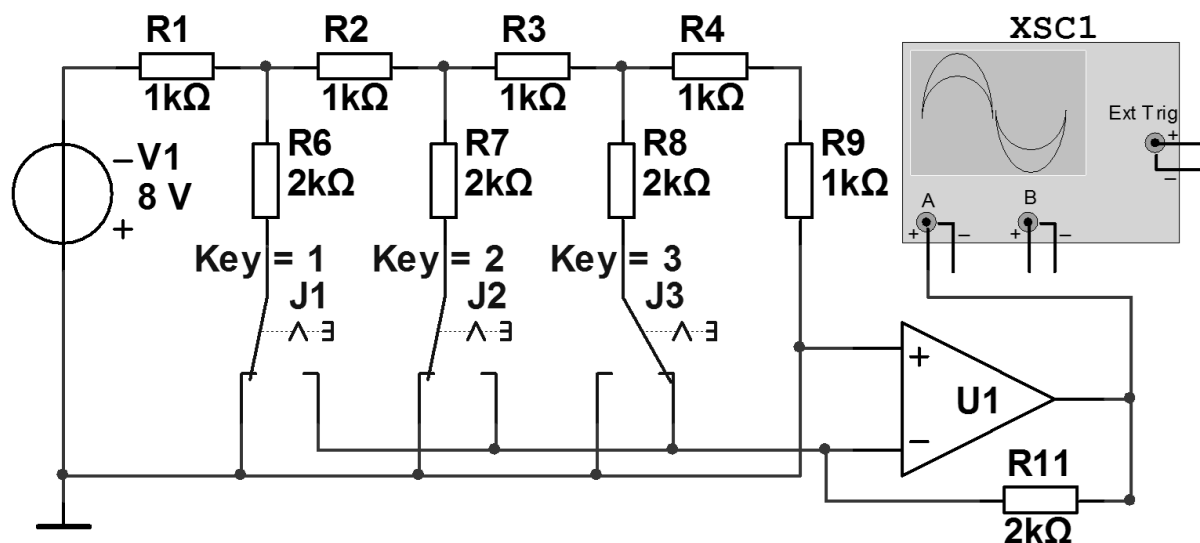 R1
R2
R3
R4
XSC1
1kΩ
1kΩ
1kΩ
1kΩ
Ext Trig
+
−
A
B
+
−
+
−
−
V1
8 V
+
R6
2kΩ
R7
2kΩ
R8
2kΩ
R9
1kΩ
Key = 1
J1
Key = 2
J2
Key = 3
J3
+
−
U1
R11
2kΩ